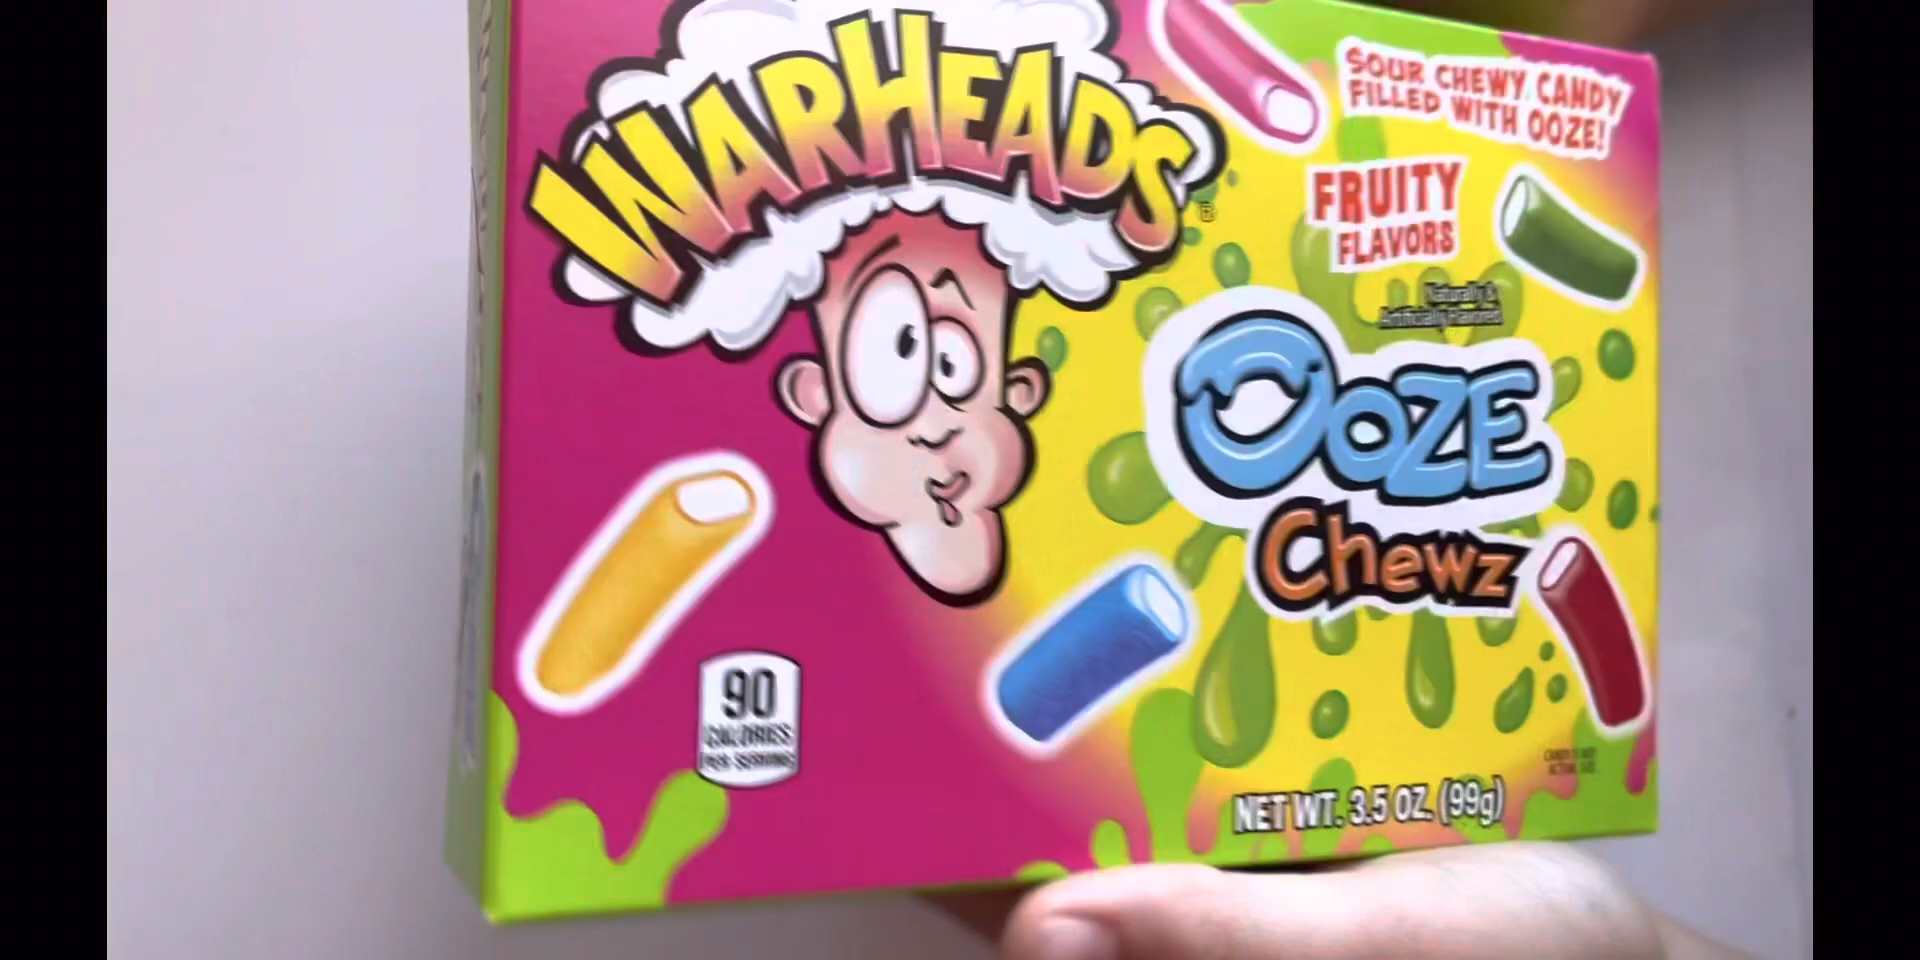 WARHEADS
SOUR CHEWY CANDY
FILLED WITH OOZE!
FRUITY
FLAVORS
Naturally &
Artificially Flavored
OOZE
Chewz
90
CALORIES
PER SERVING
NET WT. 3.5 OZ. (99g)